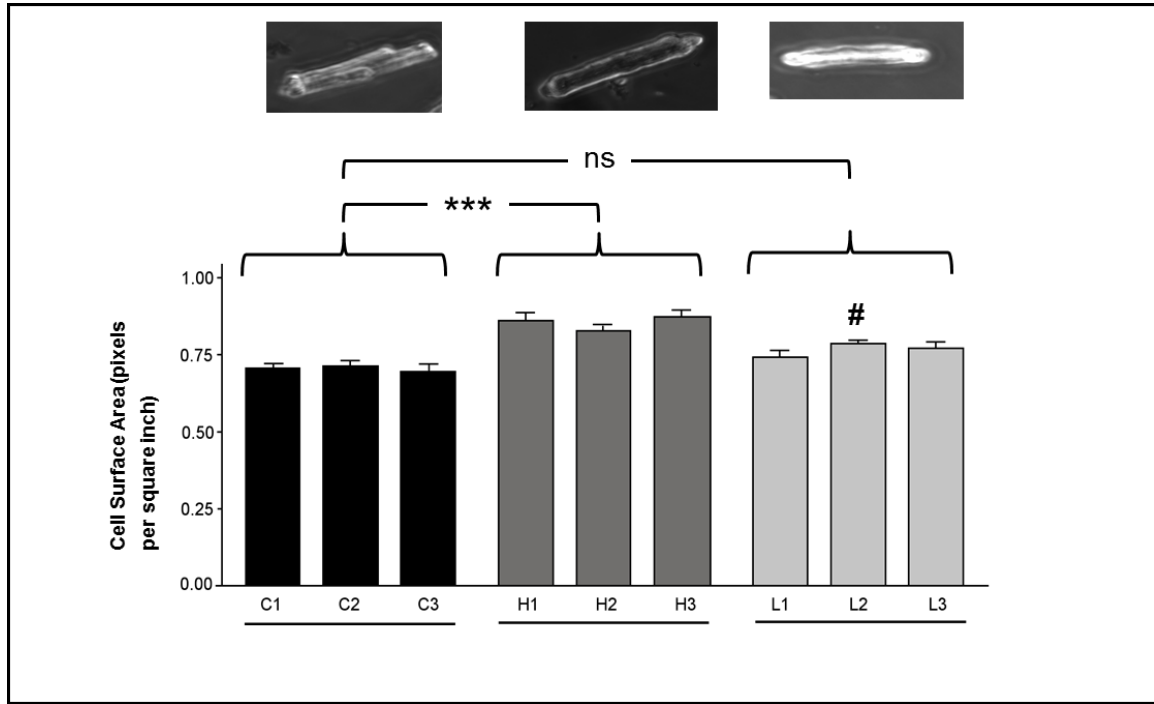 ns
***
#
1.00
0.75
0.50
0.25
0.00
Cell Surface Area (pixels
per square inch)
C1 C2 C3 H1 H2 H3 L1 L2 L3